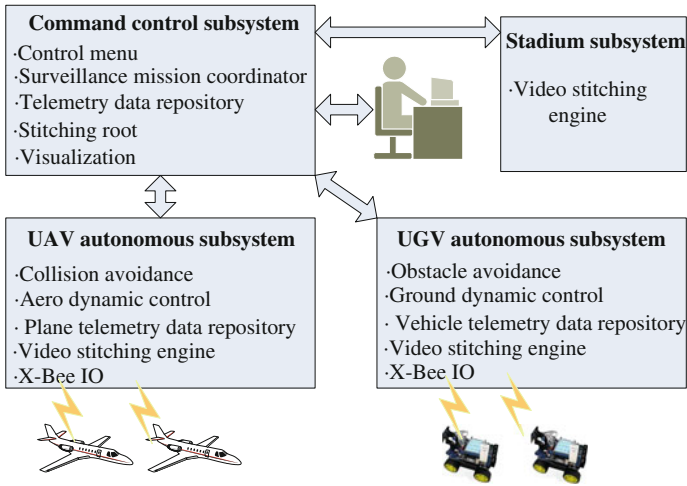 Command control subsystem
·Control menu
·Surveillance mission coordinator
·Telemetry data repository
·Stitching root
·Visualization
Stadium subsystem
·Video stitching
engine
UAV autonomous subsystem
·Collision avoidance
·Aero dynamic control
· Plane telemetry data repository
·Video stitching engine
·X-Bee IO
UGV autonomous subsystem
·Obstacle avoidance
·Ground dynamic control
· Vehicle telemetry data repository
·Video stitching engine
·X-Bee IO